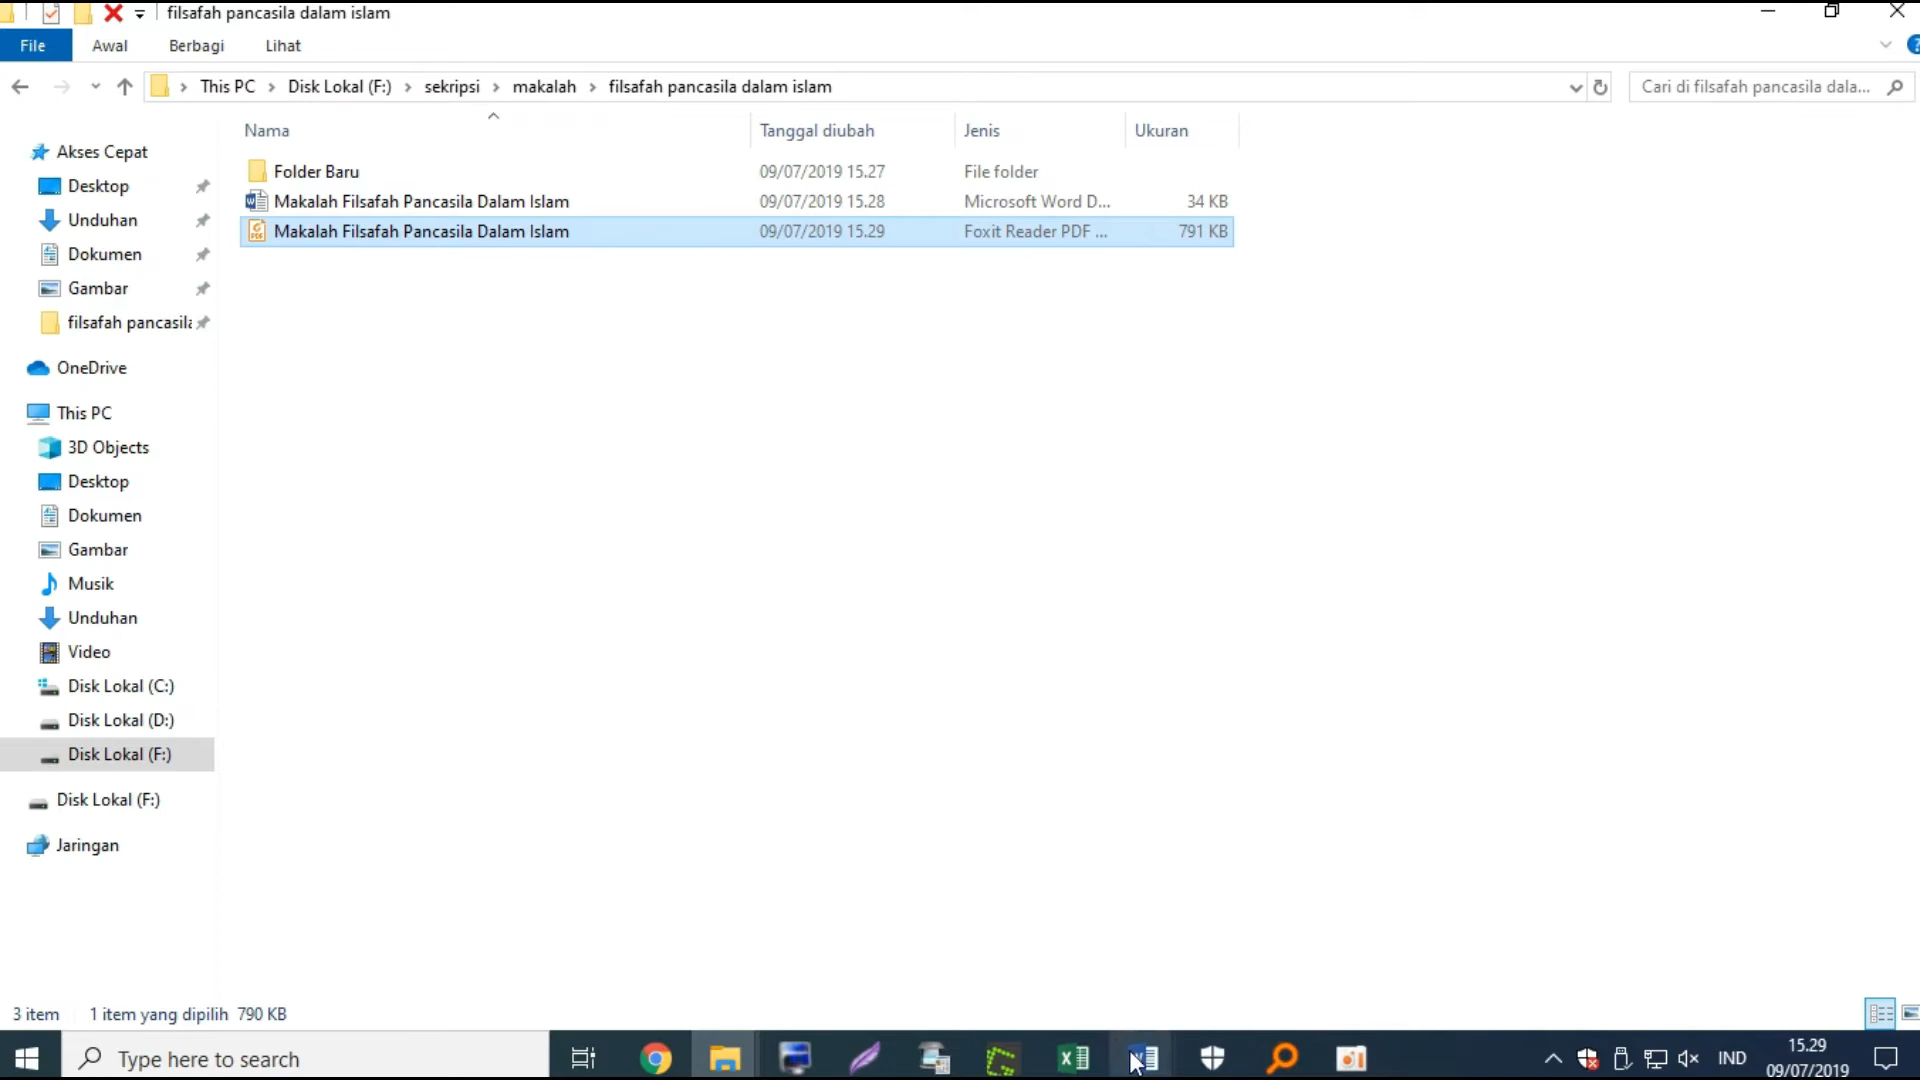 filsafah pancasila dalam islam
File Awal Berbagi Lihat
This PC Disk Lokal (F:) sekripsi makalah filsafah pancasila dalam islam Cari di filsafah pancasila dala...
Nama Tanggal diubah Jenis Ukuran
Folder Baru 09/07/2019 15.27 File folder
Makalah Filsafah Pancasila Dalam Islam 09/07/2019 15.28 Microsoft Word D... 34 KB
Makalah Filsafah Pancasila Dalam Islam 09/07/2019 15.29 Foxit Reader PDF ... 791 KB
Akses Cepat
Desktop
Unduhan
Dokumen
Gambar
filsafah pancasila
OneDrive
This PC
3D Objects
Desktop
Dokumen
Gambar
Musik
Unduhan
Video
Disk Lokal (C:)
Disk Lokal (D:)
Disk Lokal (F:)
Disk Lokal (F:)
Jaringan
3 item 1 item yang dipilih 790 KB
Type here to search
IND
15.29
09/07/2019